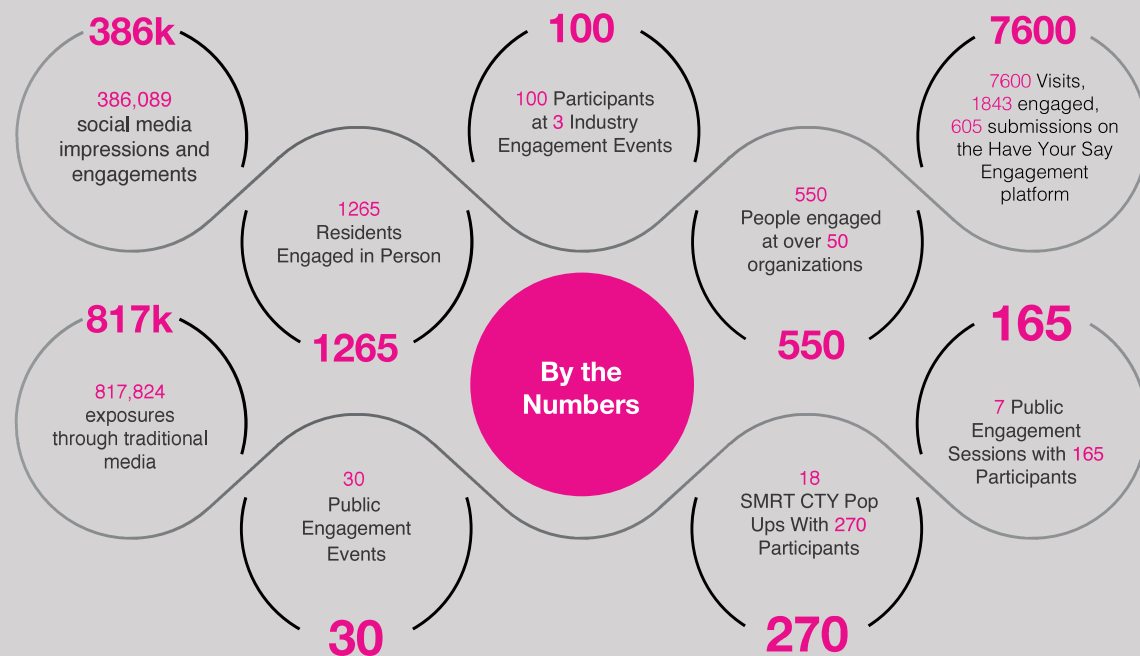 386k
386,089
social media
impressions and
engagements
1265
Residents
Engaged in Person
1265
100
100 Participants
at 3 Industry
Engagement Events
550
People engaged
at over 50
organizations
550
7600
7600 Visits,
1843 engaged,
605 submissions on
the Have Your Say
Engagement
platform
By the
Numbers
817k
817,824
exposures
through traditional
media
30
Public
Engagement
Events
30
18
SMRT CTY Pop
Ups With 270
Participants
270
165
7 Public
Engagement
Sessions with 165
Participants